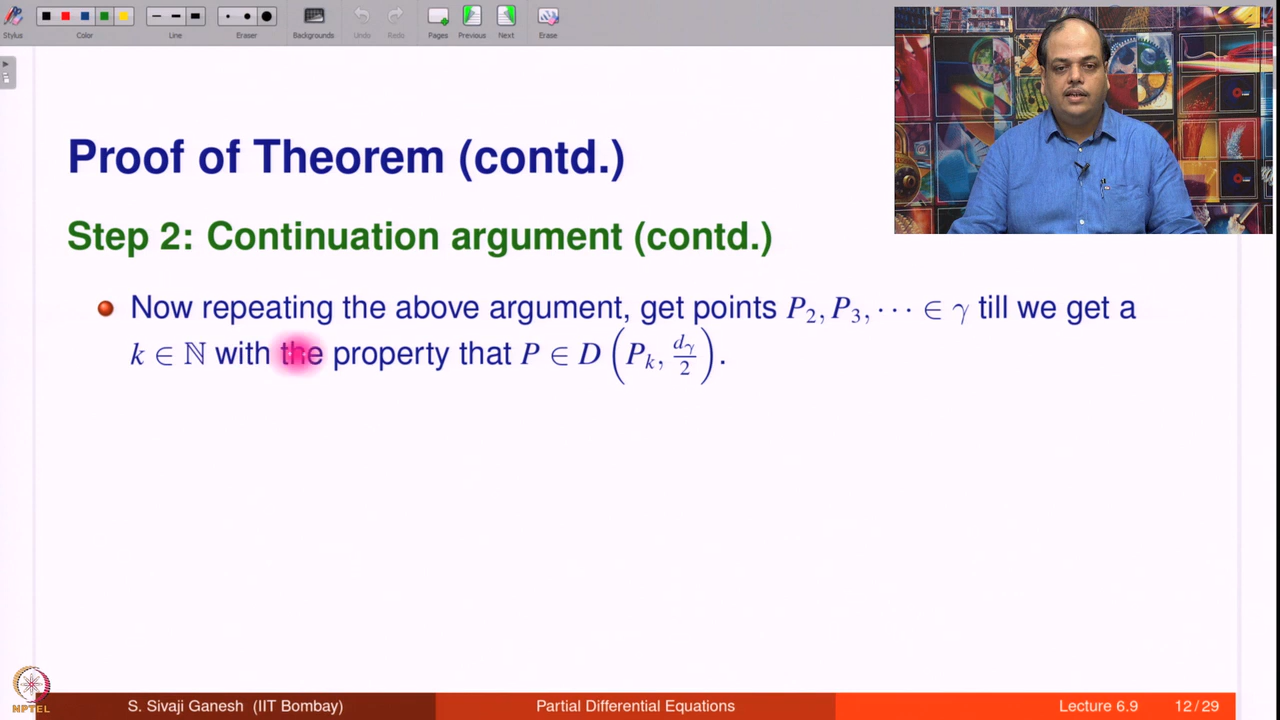 Stylus Color Line Eraser Backgrounds Undo Redo Pages Previous Next Erase
Proof of Theorem (contd.)
Step 2: Continuation argument (contd.)
Now repeating the above argument, get points P₂, P₃, ⋯ ∈ γ till we get a
k ∈ ℕ with the property that P ∈ D (Pₖ, dᵧ/2).
NPTEL
S. Sivaji Ganesh (IIT Bombay) Partial Differential Equations Lecture 6.9 12/29